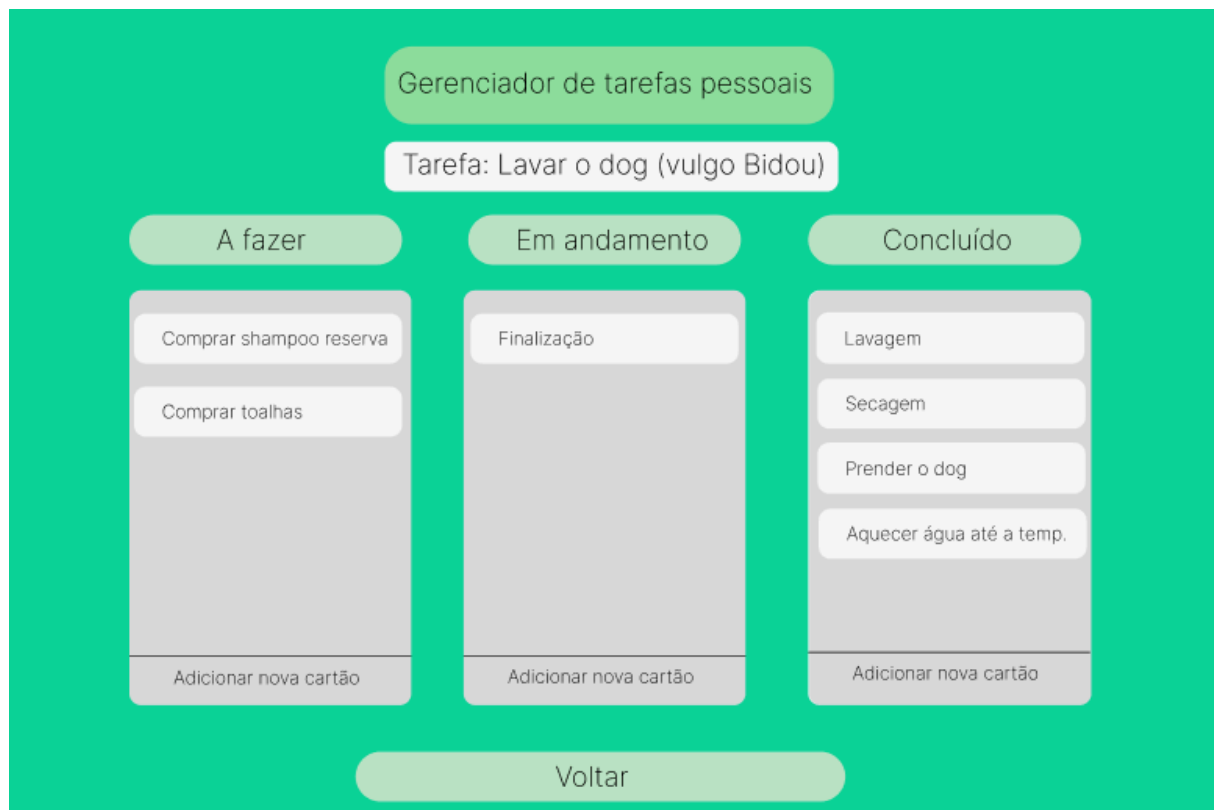 Gerenciador de tarefas pessoais
Tarefa: Lavar o dog (vulgo Bidou)
A fazer
Comprar shampoo reserva
Comprar toalhas
Adicionar nova cartão
Em andamento
Finalização
Adicionar nova cartão
Concluído
Lavagem
Secagem
Prender o dog
Aquecer água até a temp.
Adicionar nova cartão
Voltar